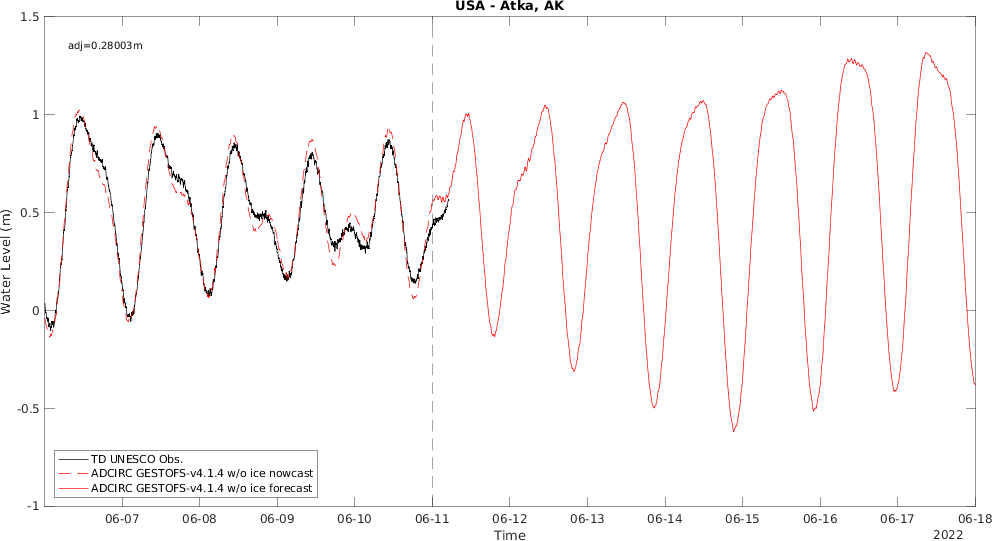 USA - Atka, AK
adj=0.28003m
Water Level (m)
1.5
1
0.5
0
-0.5
-1
TD UNESCO Obs.
ADCIRC GESTOFS-v4.1.4 w/o ice nowcast
ADCIRC GESTOFS-v4.1.4 w/o ice forecast
06-07 06-08 06-09 06-10 06-11 06-12 06-13 06-14 06-15 06-16 06-17 06-18
Time
2022